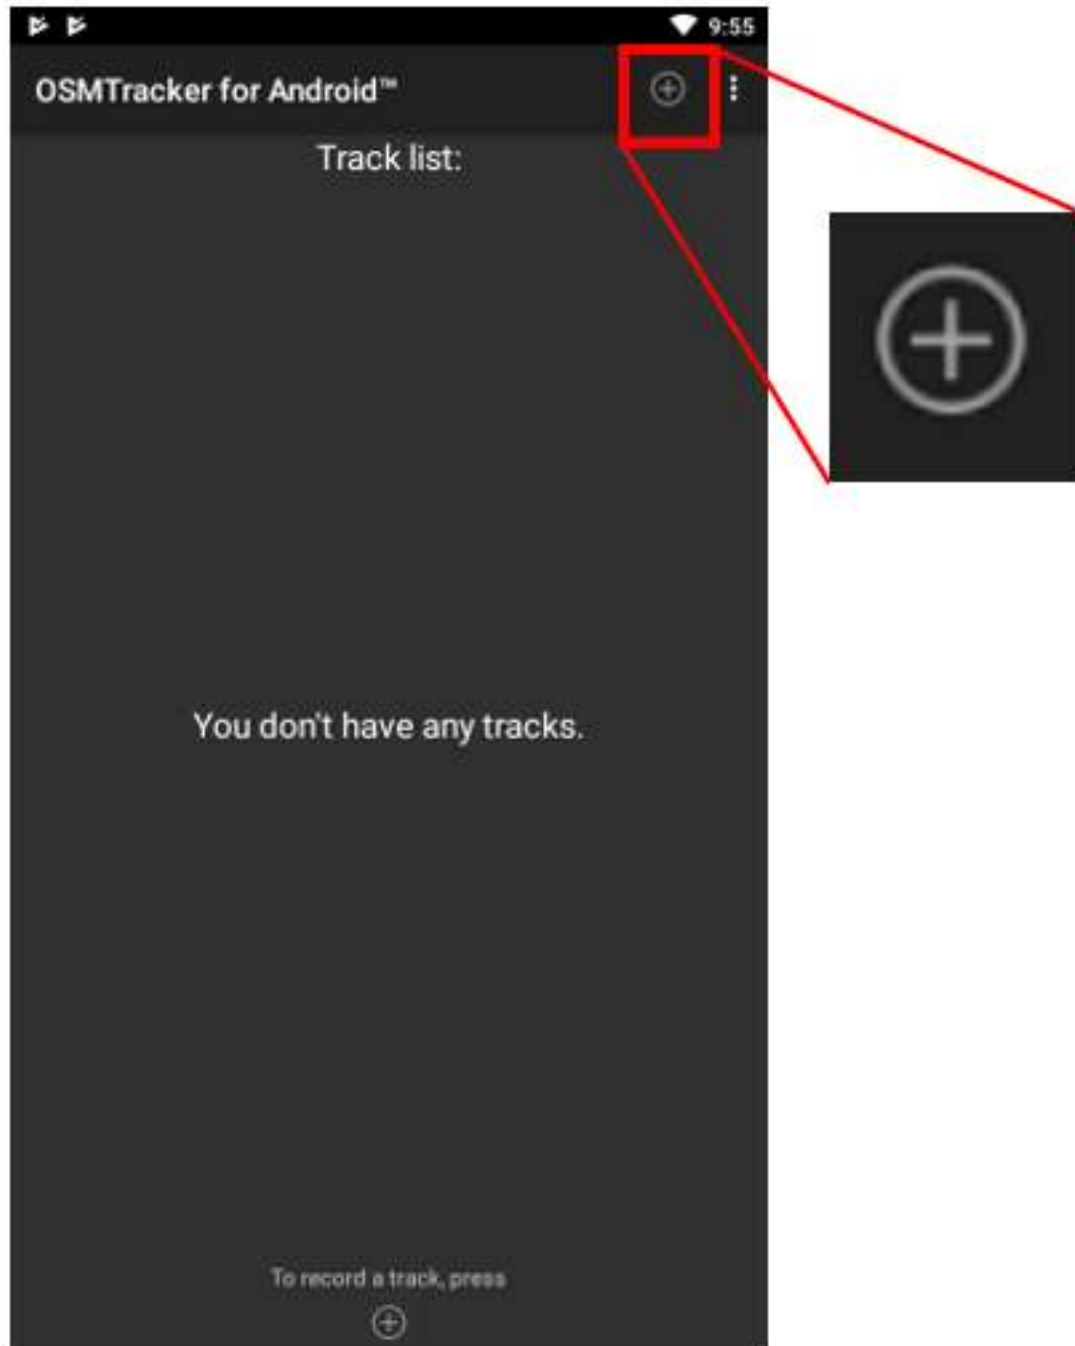 9:55
OSMTracker for Android™
Track list:
You don't have any tracks.
To record a track, press